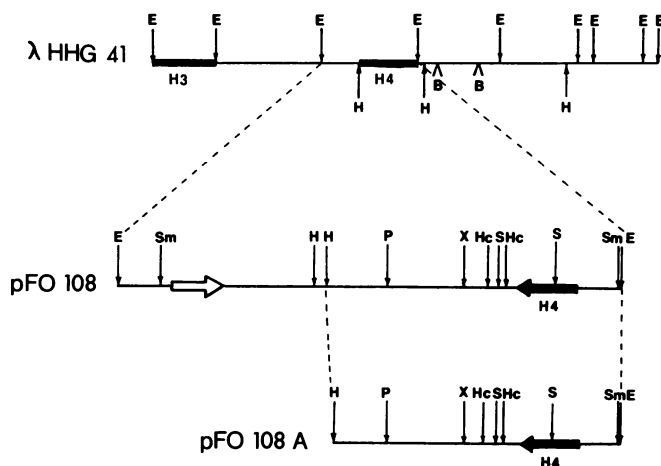 E E E E E E E E E
λ HHG 41
H3 H4 B B
H H H
E Sm H H P X Hc S Hc S Sm E
pFO 108
H4
H P X Hc S Hc S Sm E
pFO 108 A
H4